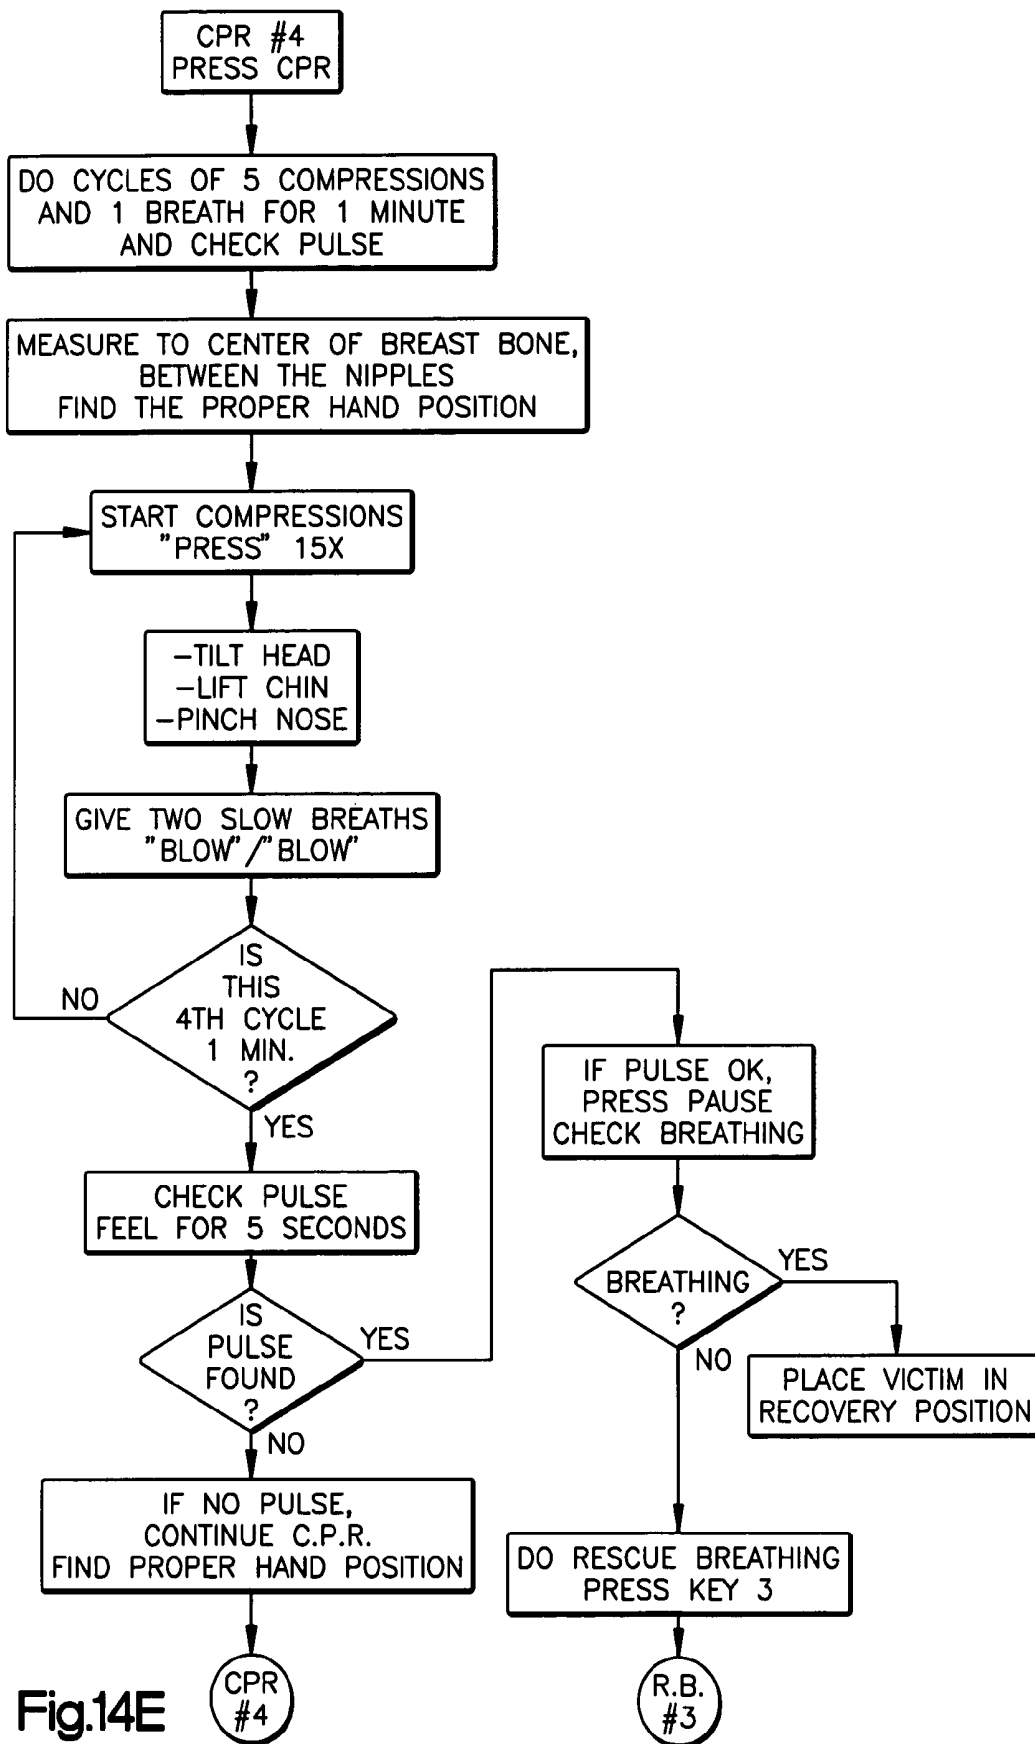 CPR #4
PRESS CPR
DO CYCLES OF 5 COMPRESSIONS
AND 1 BREATH FOR 1 MINUTE
AND CHECK PULSE
MEASURE TO CENTER OF BREAST BONE,
BETWEEN THE NIPPLES
FIND THE PROPER HAND POSITION
START COMPRESSIONS
"PRESS" 15X
-TILT HEAD
-LIFT CHIN
-PINCH NOSE
GIVE TWO SLOW BREATHS
"BLOW"/"BLOW"
IS
THIS
4TH CYCLE
1 MIN.
?
NO
YES
CHECK PULSE
FEEL FOR 5 SECONDS
IS
PULSE
FOUND
?
YES
NO
IF NO PULSE,
CONTINUE C.P.R.
FIND PROPER HAND POSITION
CPR
#4
IF PULSE OK,
PRESS PAUSE
CHECK BREATHING
BREATHING
?
YES
NO
PLACE VICTIM IN
RECOVERY POSITION
DO RESCUE BREATHING
PRESS KEY 3
R.B.
#3
Fig.14E